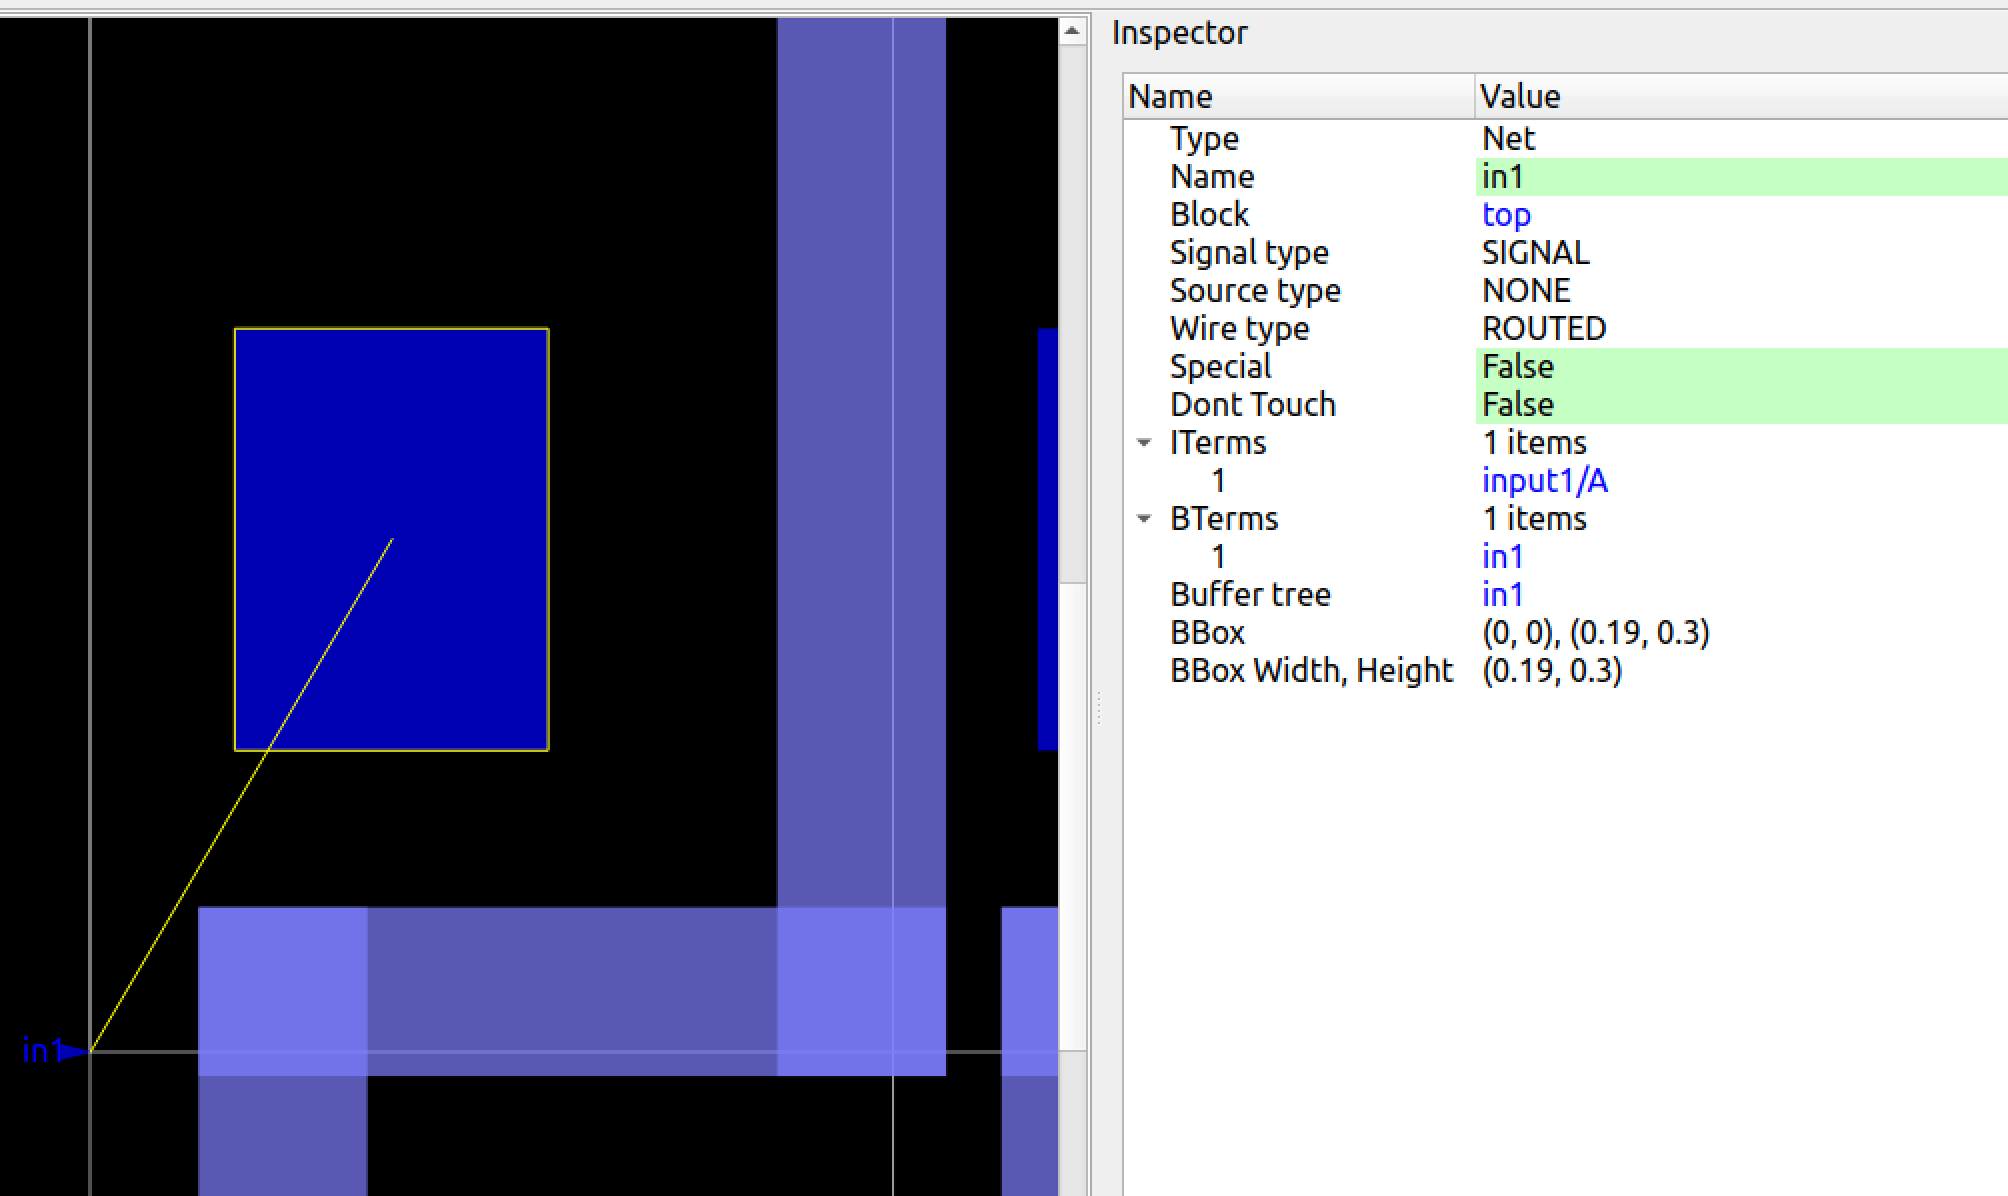 Inspector
Name Value
Type Net
Name in1
Block top
Signal type SIGNAL
Source type NONE
Wire type ROUTED
Special False
Dont Touch False
ITerms 1 items
1 input1/A
BTerms 1 items
1 in1
Buffer tree in1
BBox (0, 0), (0.19, 0.3)
BBox Width, Height (0.19, 0.3)
in1